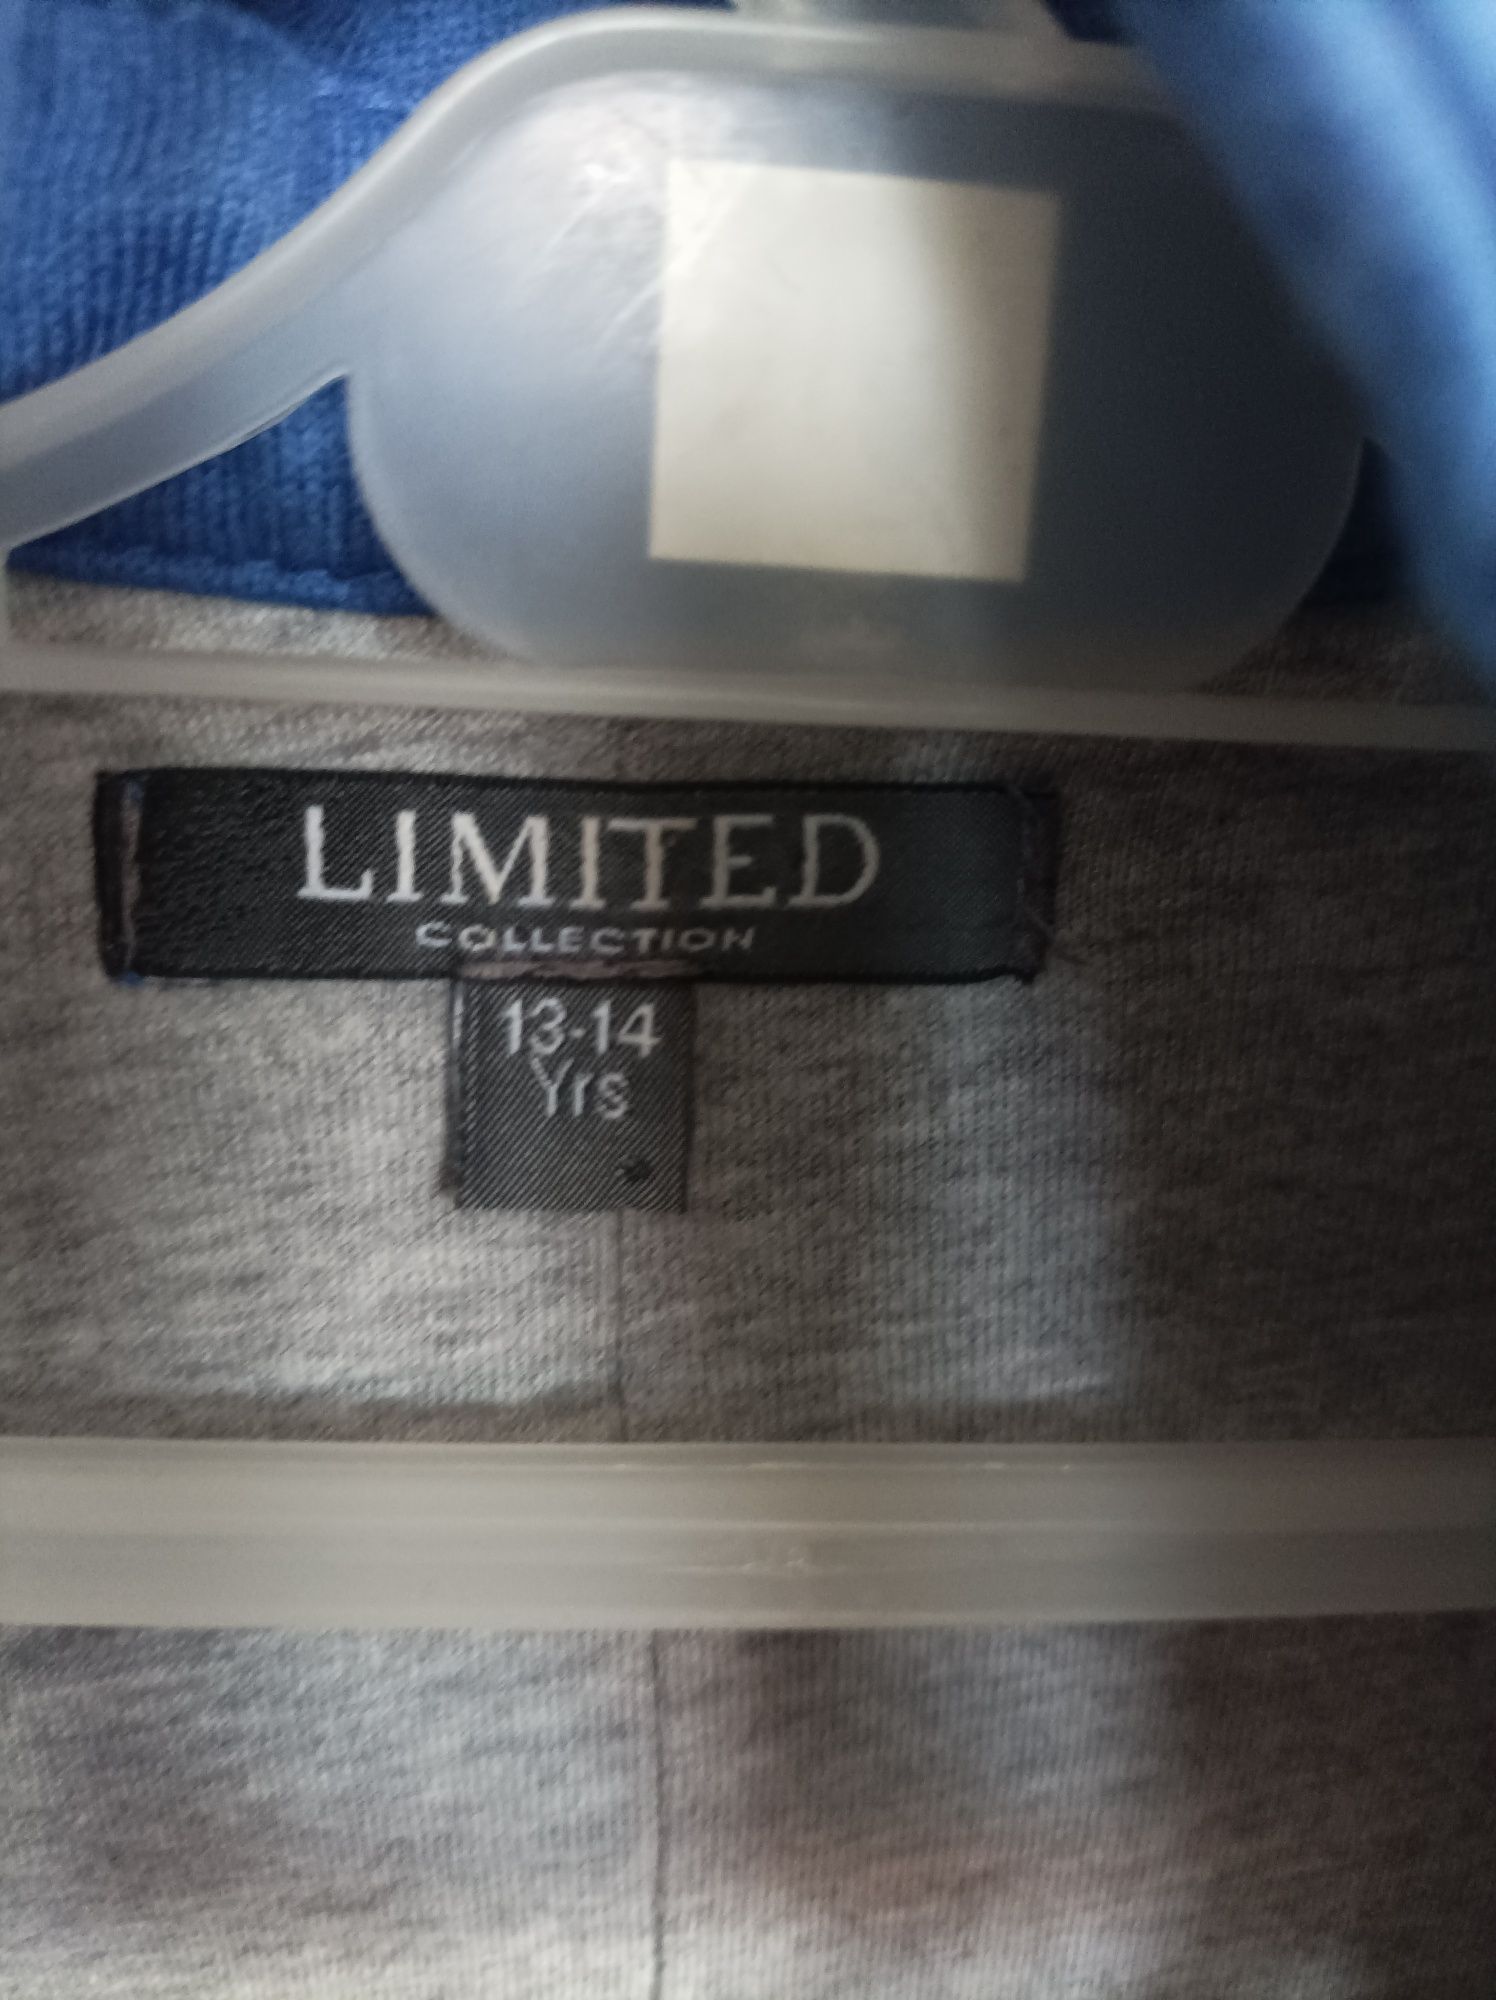 LIMITED
COLLECTION
13-14
Yrs